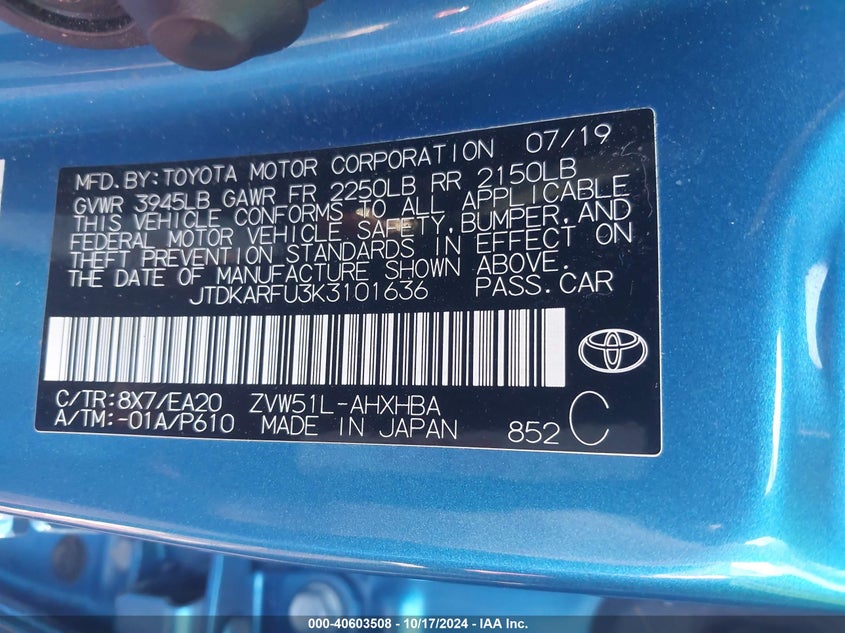 MFD.BY:TOYOTA MOTOR CORPORATION 07/19
GVWR 3945LB GAWR FR 2250LB RR 2150LB
THIS VEHICLE CONFORMS TO ALL APPLICABLE
FEDERAL MOTOR VEHICLE SAFETY,BUMPER,AND
THEFT PREVENTION STANDARDS IN EFFECT ON
THE DATE OF MANUFACTURE SHOWN ABOVE.
JTDKARFU3K3101636 PASS.CAR
C/TR:8X7/EA20 ZVW51L-AHXHBA
A/TM:-01A/P610 MADE IN JAPAN 852 C
000-40603508 - 10/17/2024 - IAA Inc.